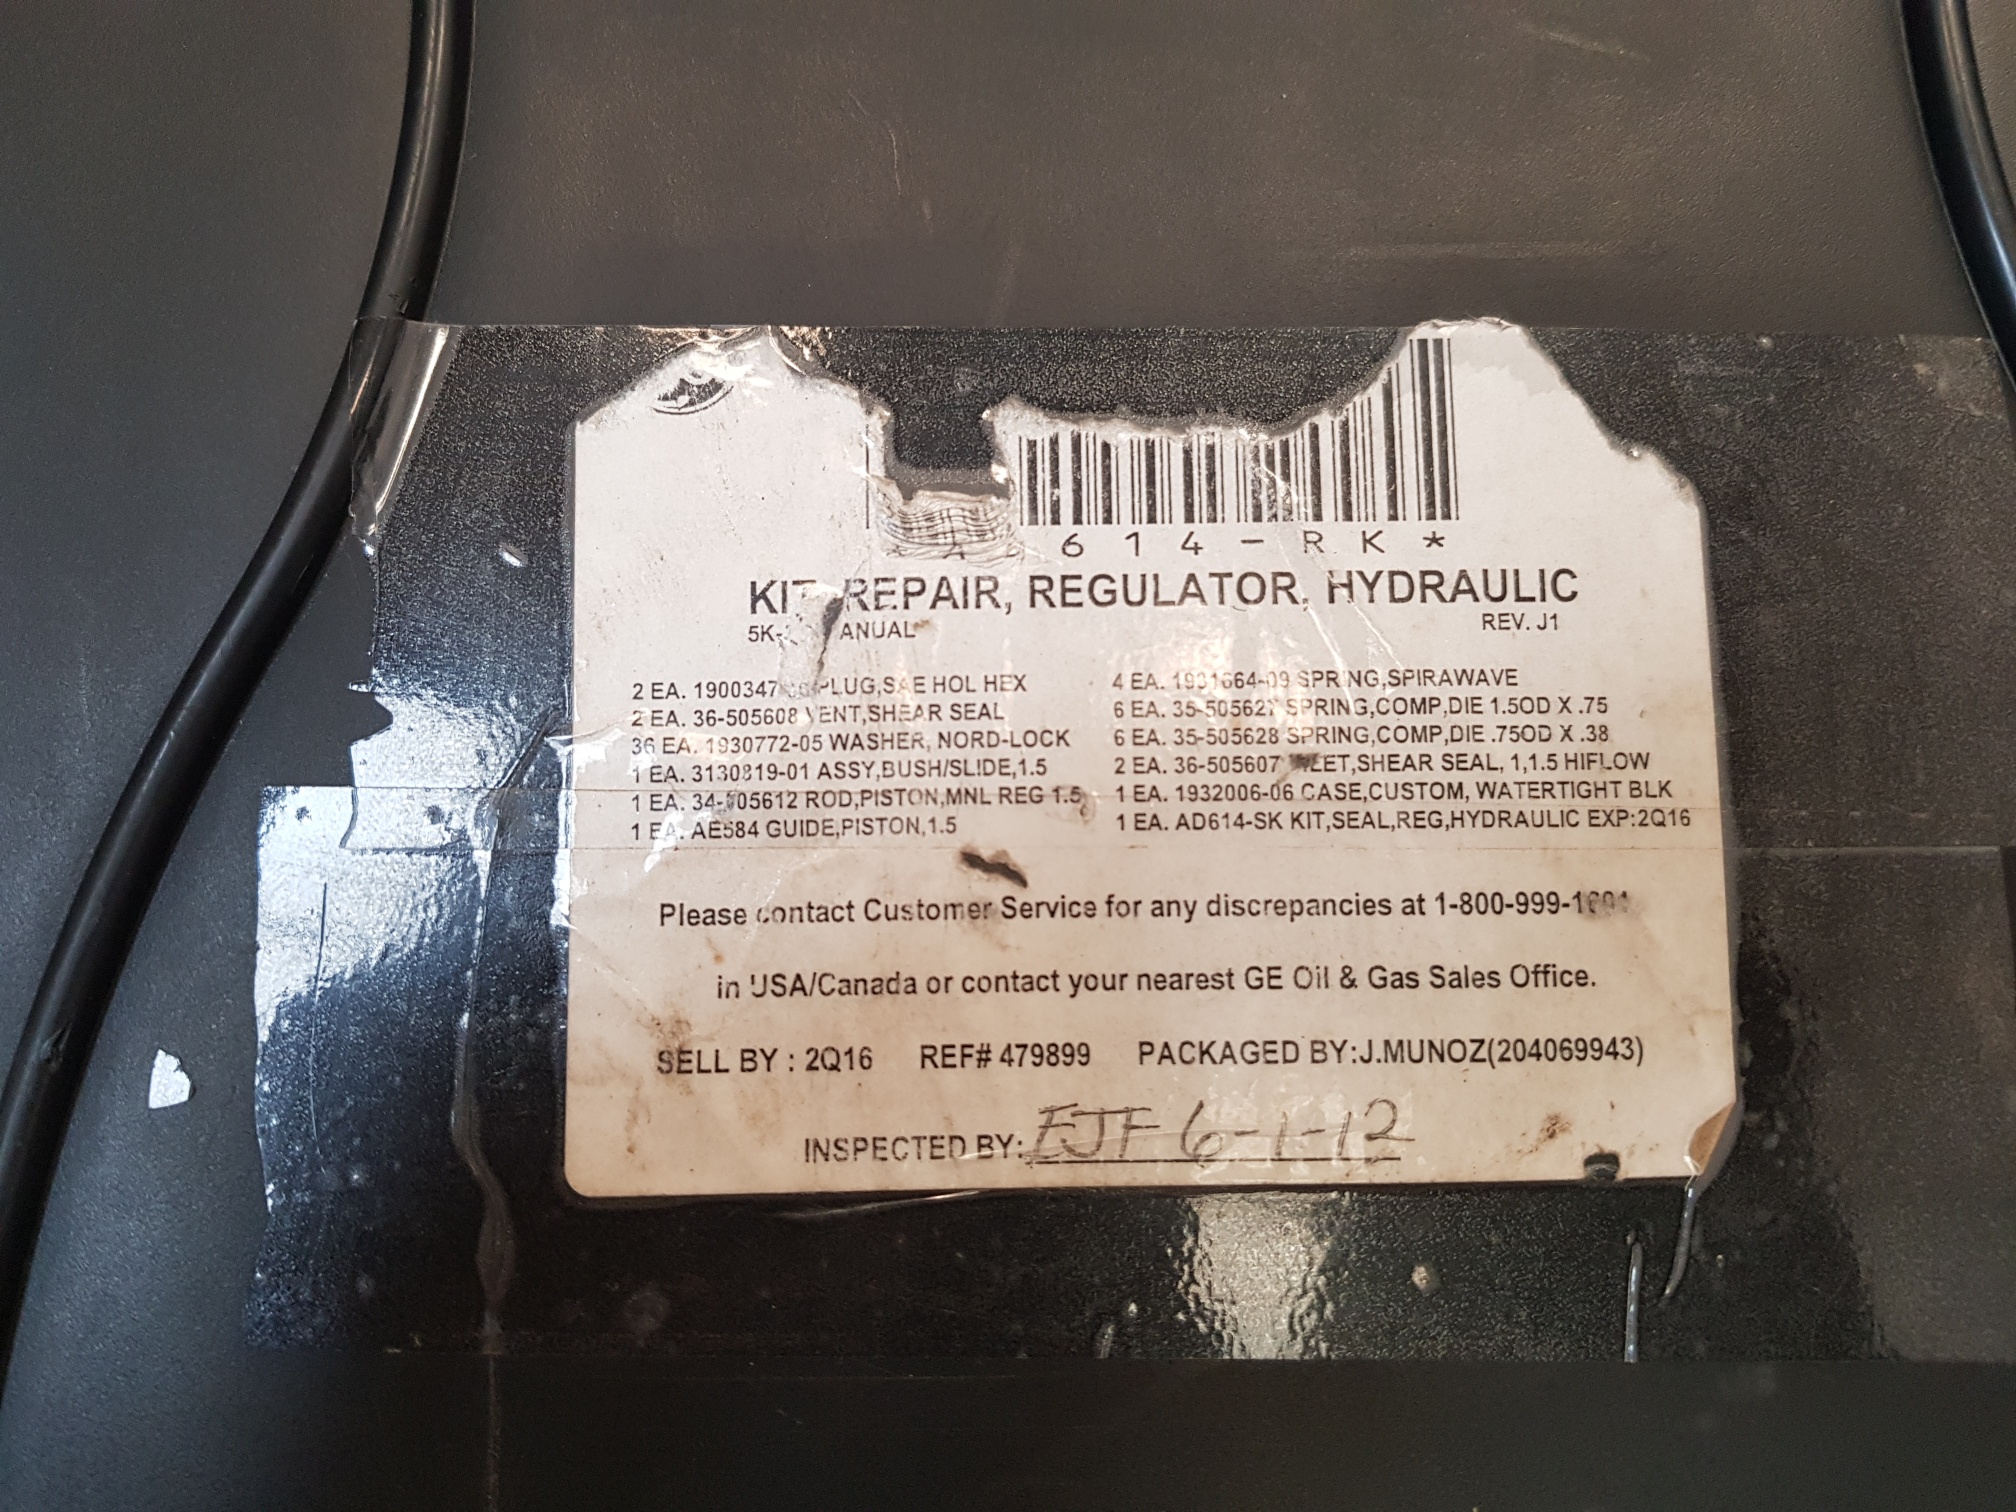 614-RK*
REPAIR, REGULATOR, HYDRAULIC
REV. J1
2 EA. PLUG,SAE HOL HEX
2 EA. 36-505608 VENT,SHEAR SEAL
36 EA. 1930772-05 WASHER, NORD-LOCK
1 EA. 3130819-01 ASSY,BUSH/SLIDE,1.5
1 EA. ROD,PISTON,MNL REG 1.5
1 EA. AE584 GUIDE,PISTON,1.5
4 EA. 1931664-09 SPRING,SPIRAWAVE
6 EA. 35-505627 SPRING,COMP,DIE 1.5OD X .75
6 EA. 35-505628 SPRING,COMP,DIE .75OD X .38
2 EA. 36-505607 SHEAR SEAL, 1,1.5 HIFLOW
1 EA. 1932006-06 CASE,CUSTOM, WATERTIGHT BLK
1 EA. AD614-SK KIT,SEAL,REG,HYDRAULIC EXP:2Q16
Please contact Customer Service for any discrepancies at
in USA/Canada or contact your nearest GE Oil & Gas Sales Office.
SELL BY : 2Q16 REF# 479899 PACKAGED BY:J.MUNOZ(204069943)
INSPECTED BY: EJF 6-1-12